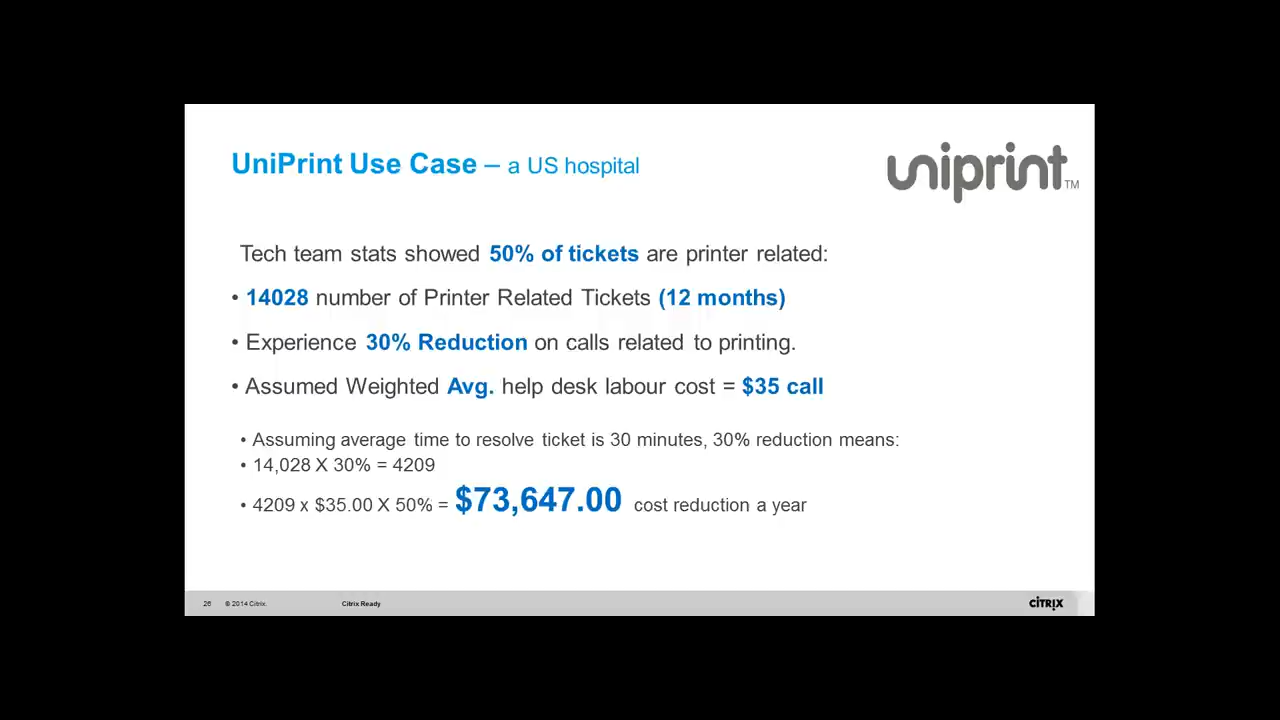 UniPrint Use Case – a US hospital
uniprint TM
Tech team stats showed 50% of tickets are printer related:
• 14028 number of Printer Related Tickets (12 months)
• Experience 30% Reduction on calls related to printing.
• Assumed Weighted Avg. help desk labour cost = $35 call
• Assuming average time to resolve ticket is 30 minutes, 30% reduction means:
• 14,028 X 30% = 4209
• 4209 x $35.00 X 50% = $73,647.00 cost reduction a year
26 © 2014 Citrix. Citrix Ready CITRIX